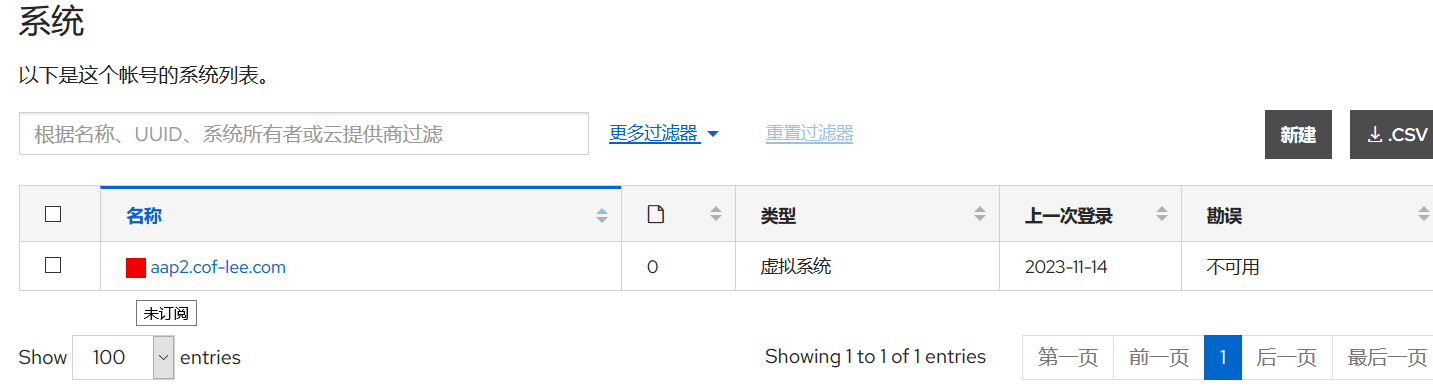 系统
以下是这个帐号的系统列表。
根据名称、UUID、系统所有者或云提供商过滤 更多过滤器 重置过滤器 新建 .CSV
名称 类型 上一次登录 勘误
aap2.cof-lee.com 0 虚拟系统 2023-11-14 不可用
未订阅
Show 100 entries Showing 1 to 1 of 1 entries 第一页 前一页 1 后一页 最后一页